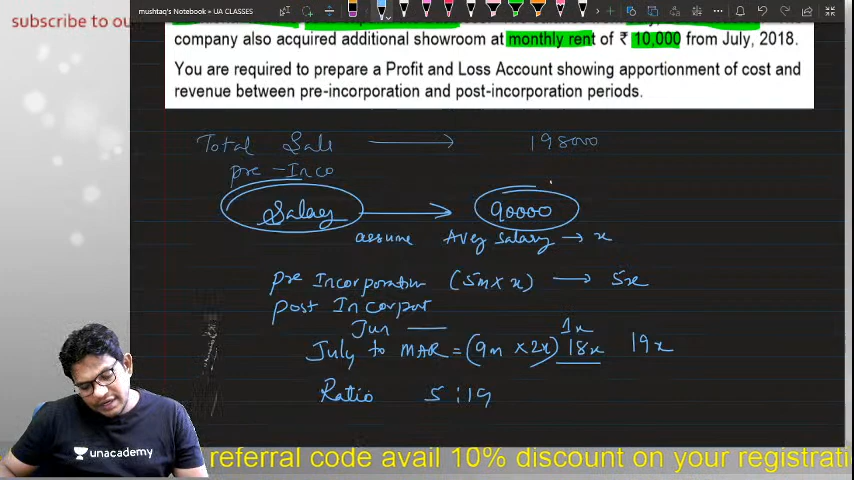 subscribe to our
mushtaq's Notebook » UA CLASSES
company also acquired additional showroom at monthly rent of ₹ 10,000 from July, 2018.
You are required to prepare a Profit and Loss Account showing apportionment of cost and
revenue between pre-incorporation and post-incorporation periods.
Total Sale 198000
pre - Inco
Salary 90000
assume Aveg salary → x
pre Incorporation (5m x x) → 5x
post Incorport
Jun — 1x
July to MAR = (9m x 2x) 18x 19x
Ratio 5 : 19
unacademy
referral code avail 10% discount on your registrati